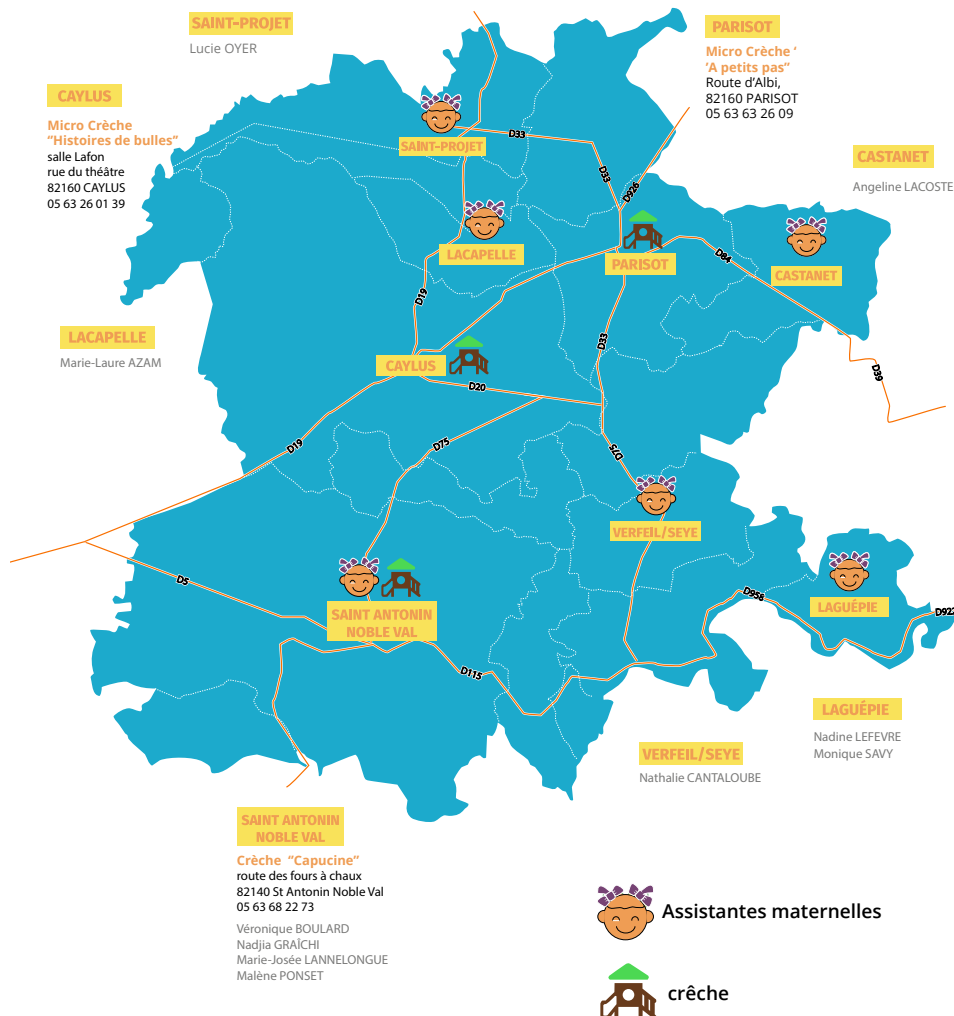 SAINT-PROJET
Lucie OYER
PARISOT
Micro Crèche ‘
‘A petits pas”
Route d’Albi,
82160 PARISOT
05 63 63 26 09
CAYLUS
Micro Crèche
“Histoires de bulles”
salle Lafon
rue du théâtre
82160 CAYLUS
05 63 26 01 39
CASTANET
Angeline LACOSTE
LACAPELLE
Marie-Laure AZAM
SAINT-PROJET
D33
D33
D926
LACAPELLE
PARISOT
D84
CASTANET
D19
CAYLUS
D20
D33
D39
D19
D75
D75
VERFEIL/SEYE
D5
SAINT ANTONIN
NOBLE VAL
D958
LAGUÉPIE
D922
D115
LAGUÉPIE
Nadine LEFEVRE
Monique SAVY
VERFEIL/SEYE
Nathalie CANTALOUBE
SAINT ANTONIN
NOBLE VAL
Crèche “Capucine”
route des fours à chaux
82140 St Antonin Noble Val
05 63 68 22 73
Véronique BOULARD
Nadjia GRAÎCHI
Marie-Josée LANNELONGUE
Malène PONSET
Assistantes maternelles
crêche